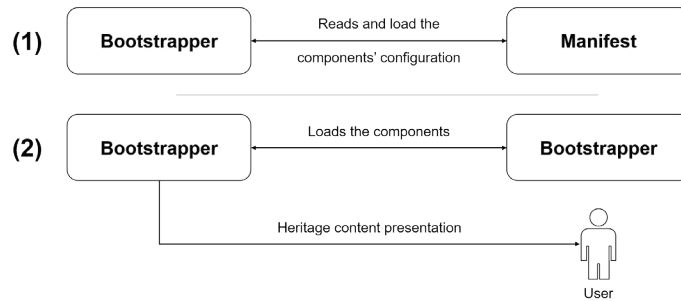 (1)
Bootstrapper
Reads and load the
components' configuration
Manifest
(2)
Bootstrapper
Loads the components
Bootstrapper
Heritage content presentation
User